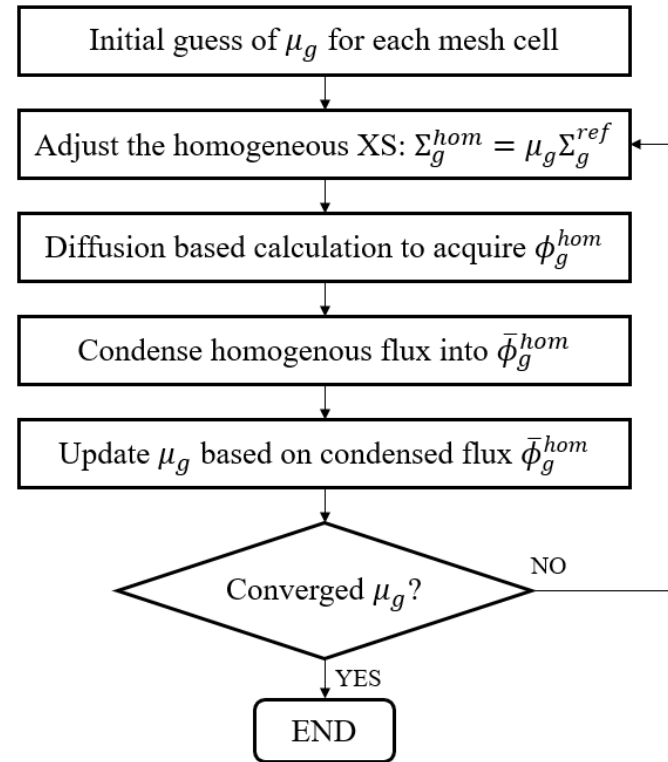 Initial guess of μ_g for each mesh cell
Adjust the homogeneous XS: Σ_g^{hom} = μ_gΣ_g^{ref}
Diffusion based calculation to acquire ϕ_g^{hom}
Condense homogenous flux into ϕ̄_g^{hom}
Update μ_g based on condensed flux ϕ̄_g^{hom}
Converged μ_g?
NO
YES
END